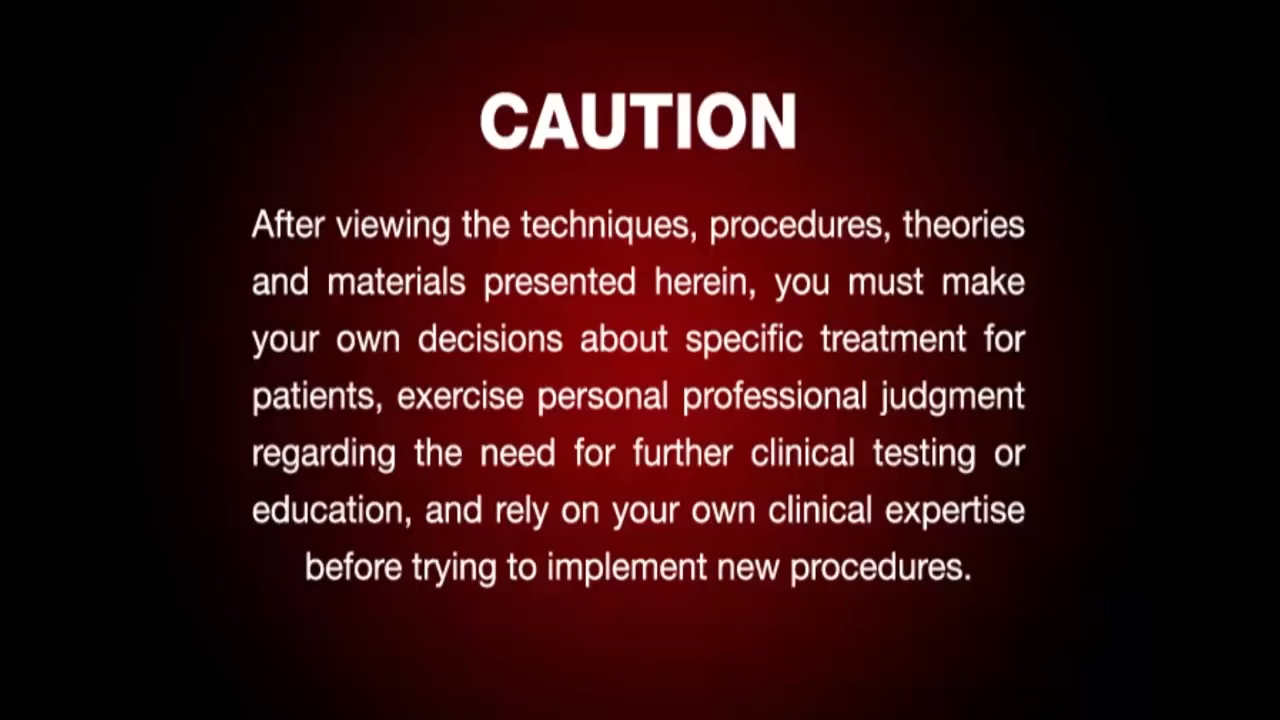 CAUTION
After viewing the techniques, procedures, theories
and materials presented herein, you must make
your own decisions about specific treatment for
patients, exercise personal professional judgment
regarding the need for further clinical testing or
education, and rely on your own clinical expertise
before trying to implement new procedures.